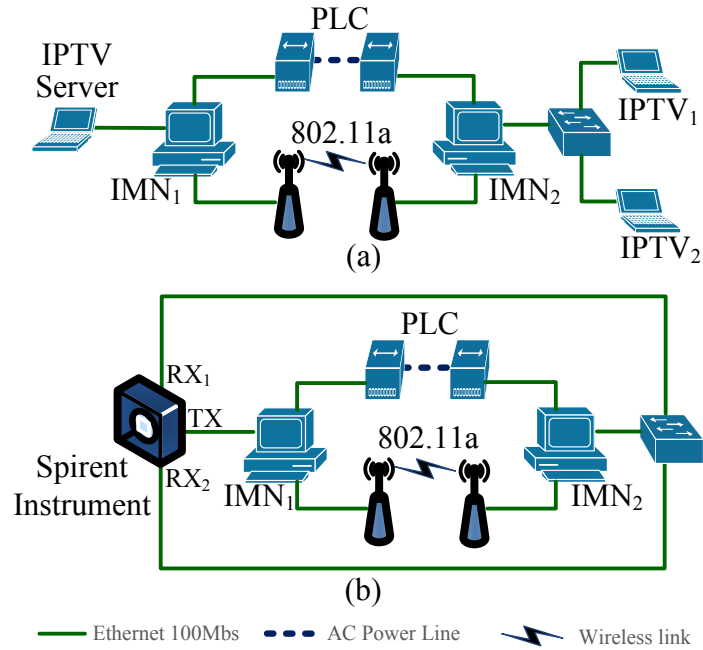 PLC
IPTV
Server
802.11a
IPTV₁
IMN₁
IMN₂
IPTV₂
(a)
PLC
RX₁
TX
802.11a
Spirent
Instrument
RX₂
IMN₁
IMN₂
(b)
Ethernet 100Mbs
AC Power Line
Wireless link